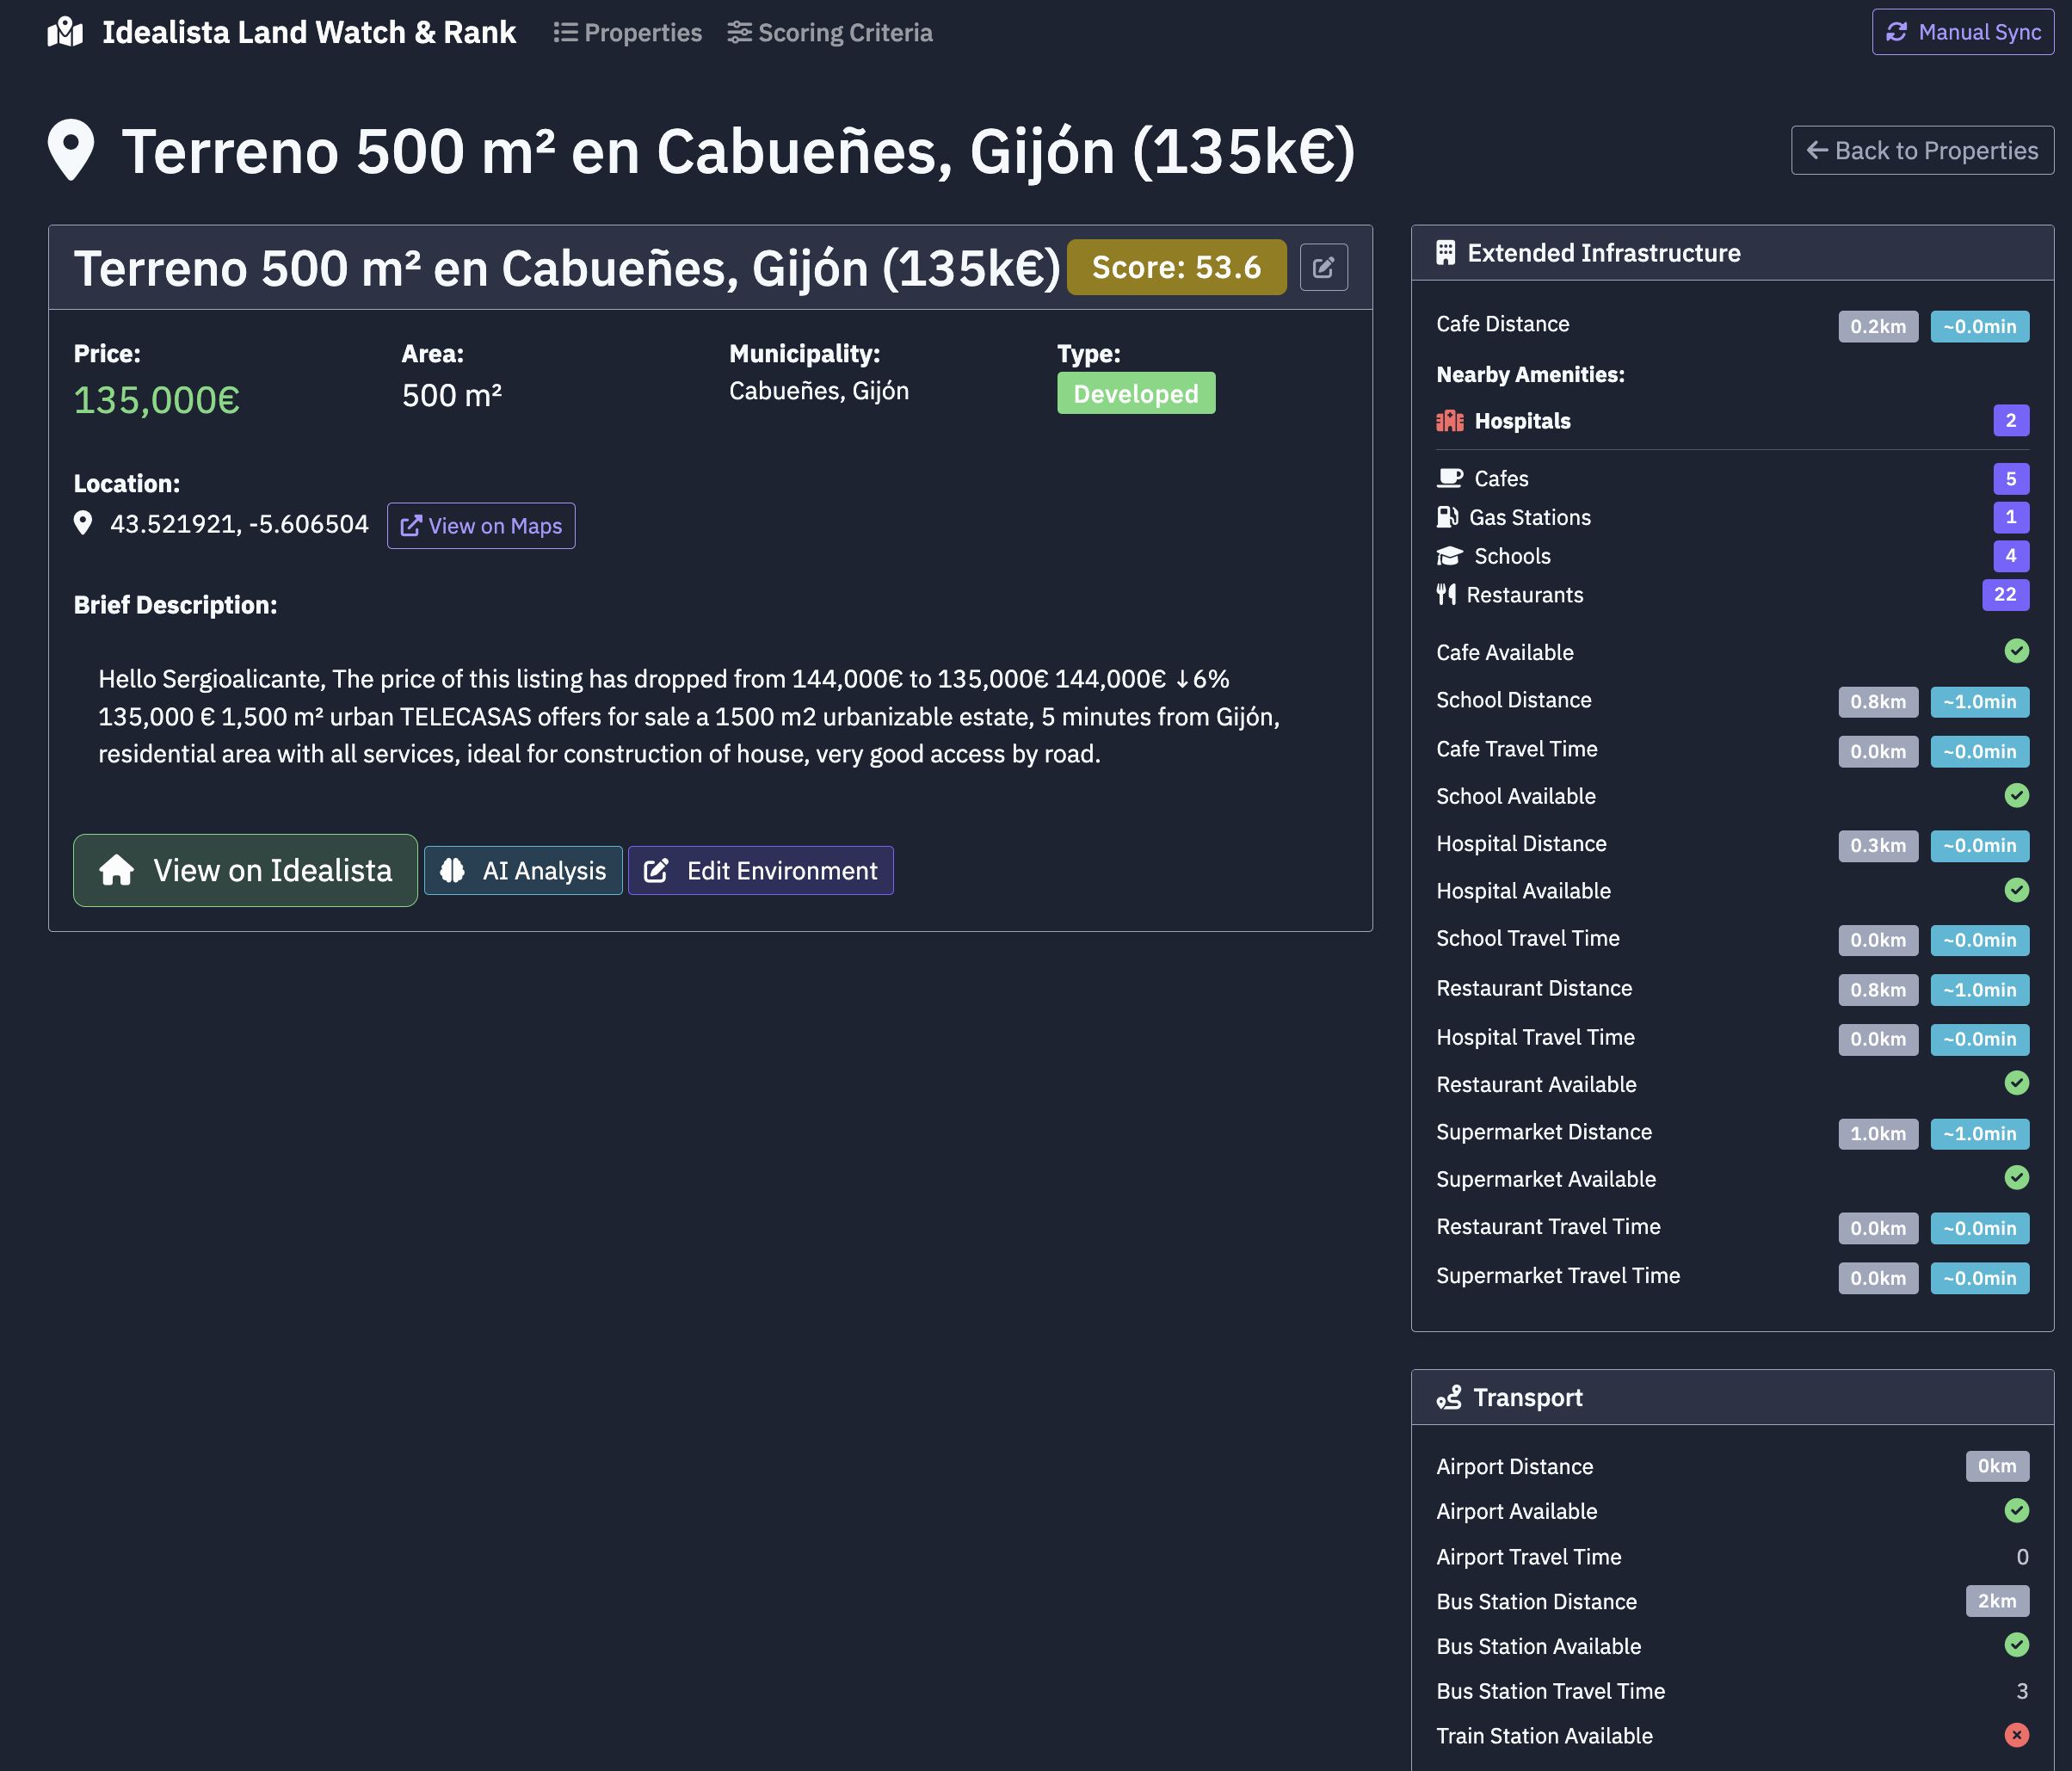 Idealista Land Watch & Rank
Properties
Scoring Criteria
Manual Sync
Terreno 500 m² en Cabueñes, Gijón (135k€)
Back to Properties
Terreno 500 m² en Cabueñes, Gijón (135k€)
Score: 53.6
Price:
135,000€
Area:
500 m²
Municipality:
Cabueñes, Gijón
Type:
Developed
Location:
43.521921, -5.606504
View on Maps
Brief Description:
Hello Sergioalicante, The price of this listing has dropped from 144,000€ to 135,000€ 144,000€ ↓6%
135,000 € 1,500 m² urban TELECASAS offers for sale a 1500 m2 urbanizable estate, 5 minutes from Gijón,
residential area with all services, ideal for construction of house, very good access by road.
View on Idealista
AI Analysis
Edit Environment
Extended Infrastructure
Cafe Distance 0.2km ~0.0min
Nearby Amenities:
Hospitals 2
Cafes 5
Gas Stations 1
Schools 4
Restaurants 22
Cafe Available
School Distance 0.8km ~1.0min
Cafe Travel Time 0.0km ~0.0min
School Available
Hospital Distance 0.3km ~0.0min
Hospital Available
School Travel Time 0.0km ~0.0min
Restaurant Distance 0.8km ~1.0min
Hospital Travel Time 0.0km ~0.0min
Restaurant Available
Supermarket Distance 1.0km ~1.0min
Supermarket Available
Restaurant Travel Time 0.0km ~0.0min
Supermarket Travel Time 0.0km ~0.0min
Transport
Airport Distance 0km
Airport Available
Airport Travel Time 0
Bus Station Distance 2km
Bus Station Available
Bus Station Travel Time 3
Train Station Available